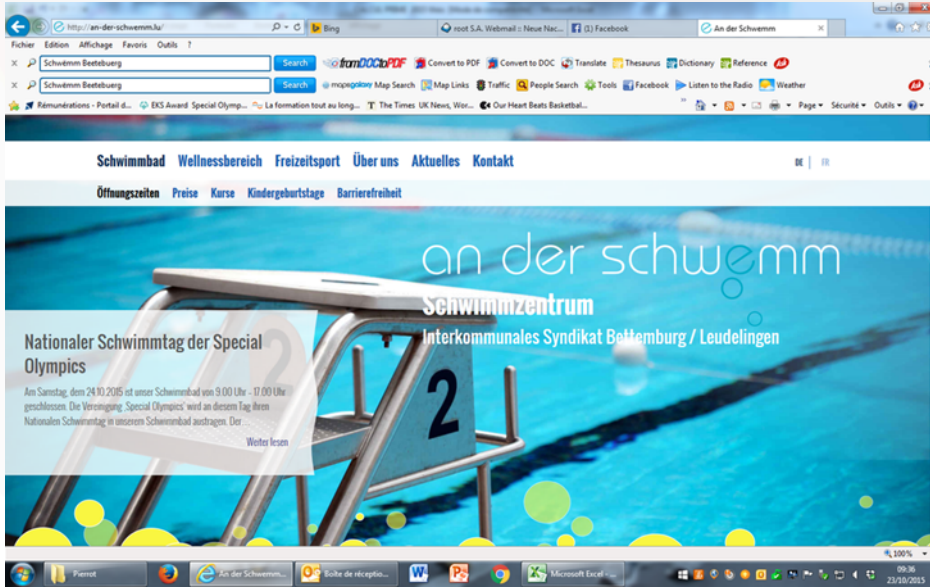 http://an-der-schwemm.lu/
Bing
root S.A. Webmail :: Neue Nac...
(1) Facebook
An der Schwemm
Fichier Edition Affichage Favoris Outils ?
Schwëmm Beetebuerg
Search
fromDOCtoPDF
Convert to PDF
Convert to DOC
Translate
Thesaurus
Dictionary
Reference
Schwëmm Beetebuerg
Search
mapsgalaxy
Map Search
Map Links
Traffic
People Search
Tools
Facebook
Listen to the Radio
Weather
Rémunérations - Portail d...
EKS Award Special Olymp...
La formation tout au long...
The Times UK News, Wor...
Our Heart Beats Basketbal...
Page
Sécurité
Outils
Schwimmbad Wellnessbereich Freizeitsport Über uns Aktuelles Kontakt
DE | FR
Öffnungszeiten Preise Kurse Kindergeburtstage Barrierefreiheit
an der schwemm
Schwimmzentrum
Interkommunales Syndikat Bettemburg / Leudelingen
Nationaler Schwimmtag der Special
Olympics
Am Samstag, dem 24.10.2015 ist unser Schwimmbad von 9.00 Uhr - 17.00 Uhr
geschlossen. Die Vereinigung 'Special Olympics' wird an diesem Tag ihren
Nationalen Schwimmtag in unserem Schwimmbad austragen. Der ...
Weiter lesen
2
100%
Pierrot
An der Schwemm...
Boîte de réceptio...
Microsoft Excel - ...
09:36
23/10/2015